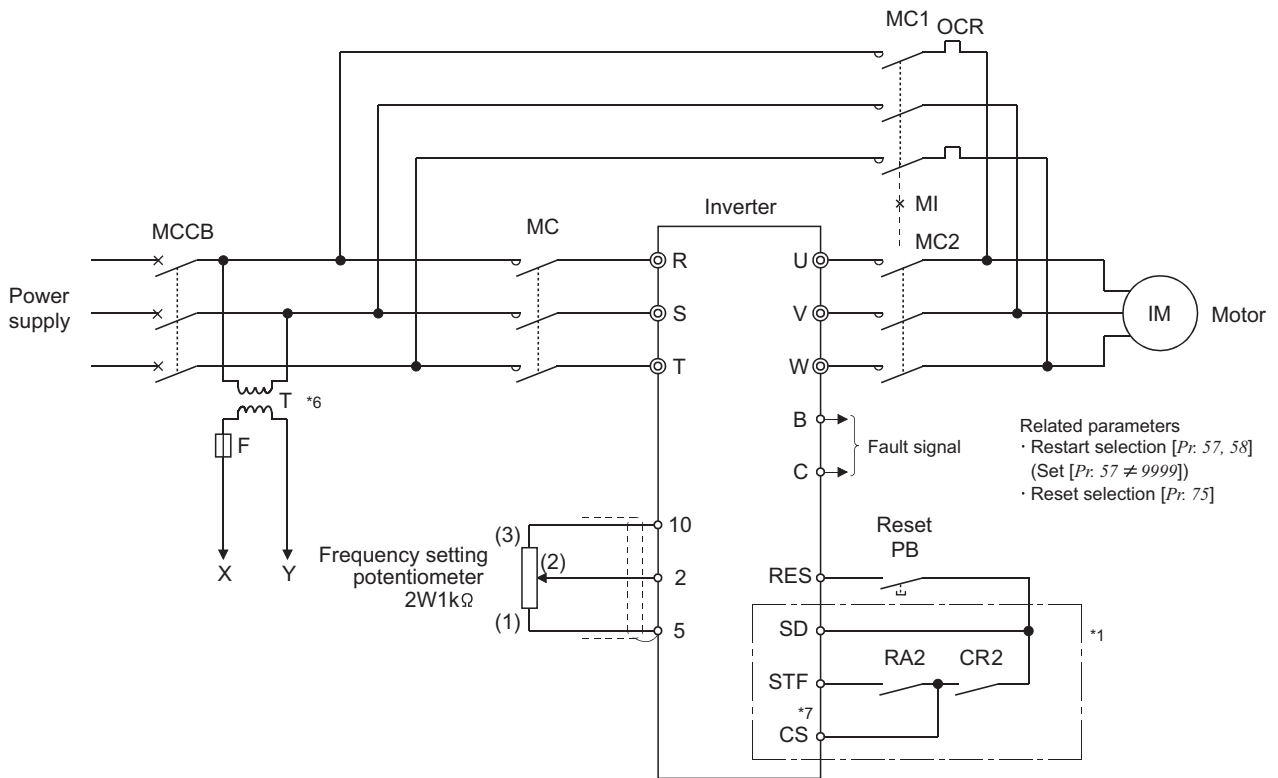 MC1
OCR
MI
Inverter
MCCB
MC
MC2
Power
supply
R
S
T
U
V
W
IM
Motor
T *6
F
X
Y
B
C
Fault signal
Related parameters
· Restart selection [Pr. 57, 58]
(Set [Pr. 57 ≠ 9999])
· Reset selection [Pr. 75]
Frequency setting
potentiometer
2W1kΩ
(3)
(2)
(1)
10
2
5
Reset
PB
RES
SD
*1
RA2
CR2
STF
*7
CS